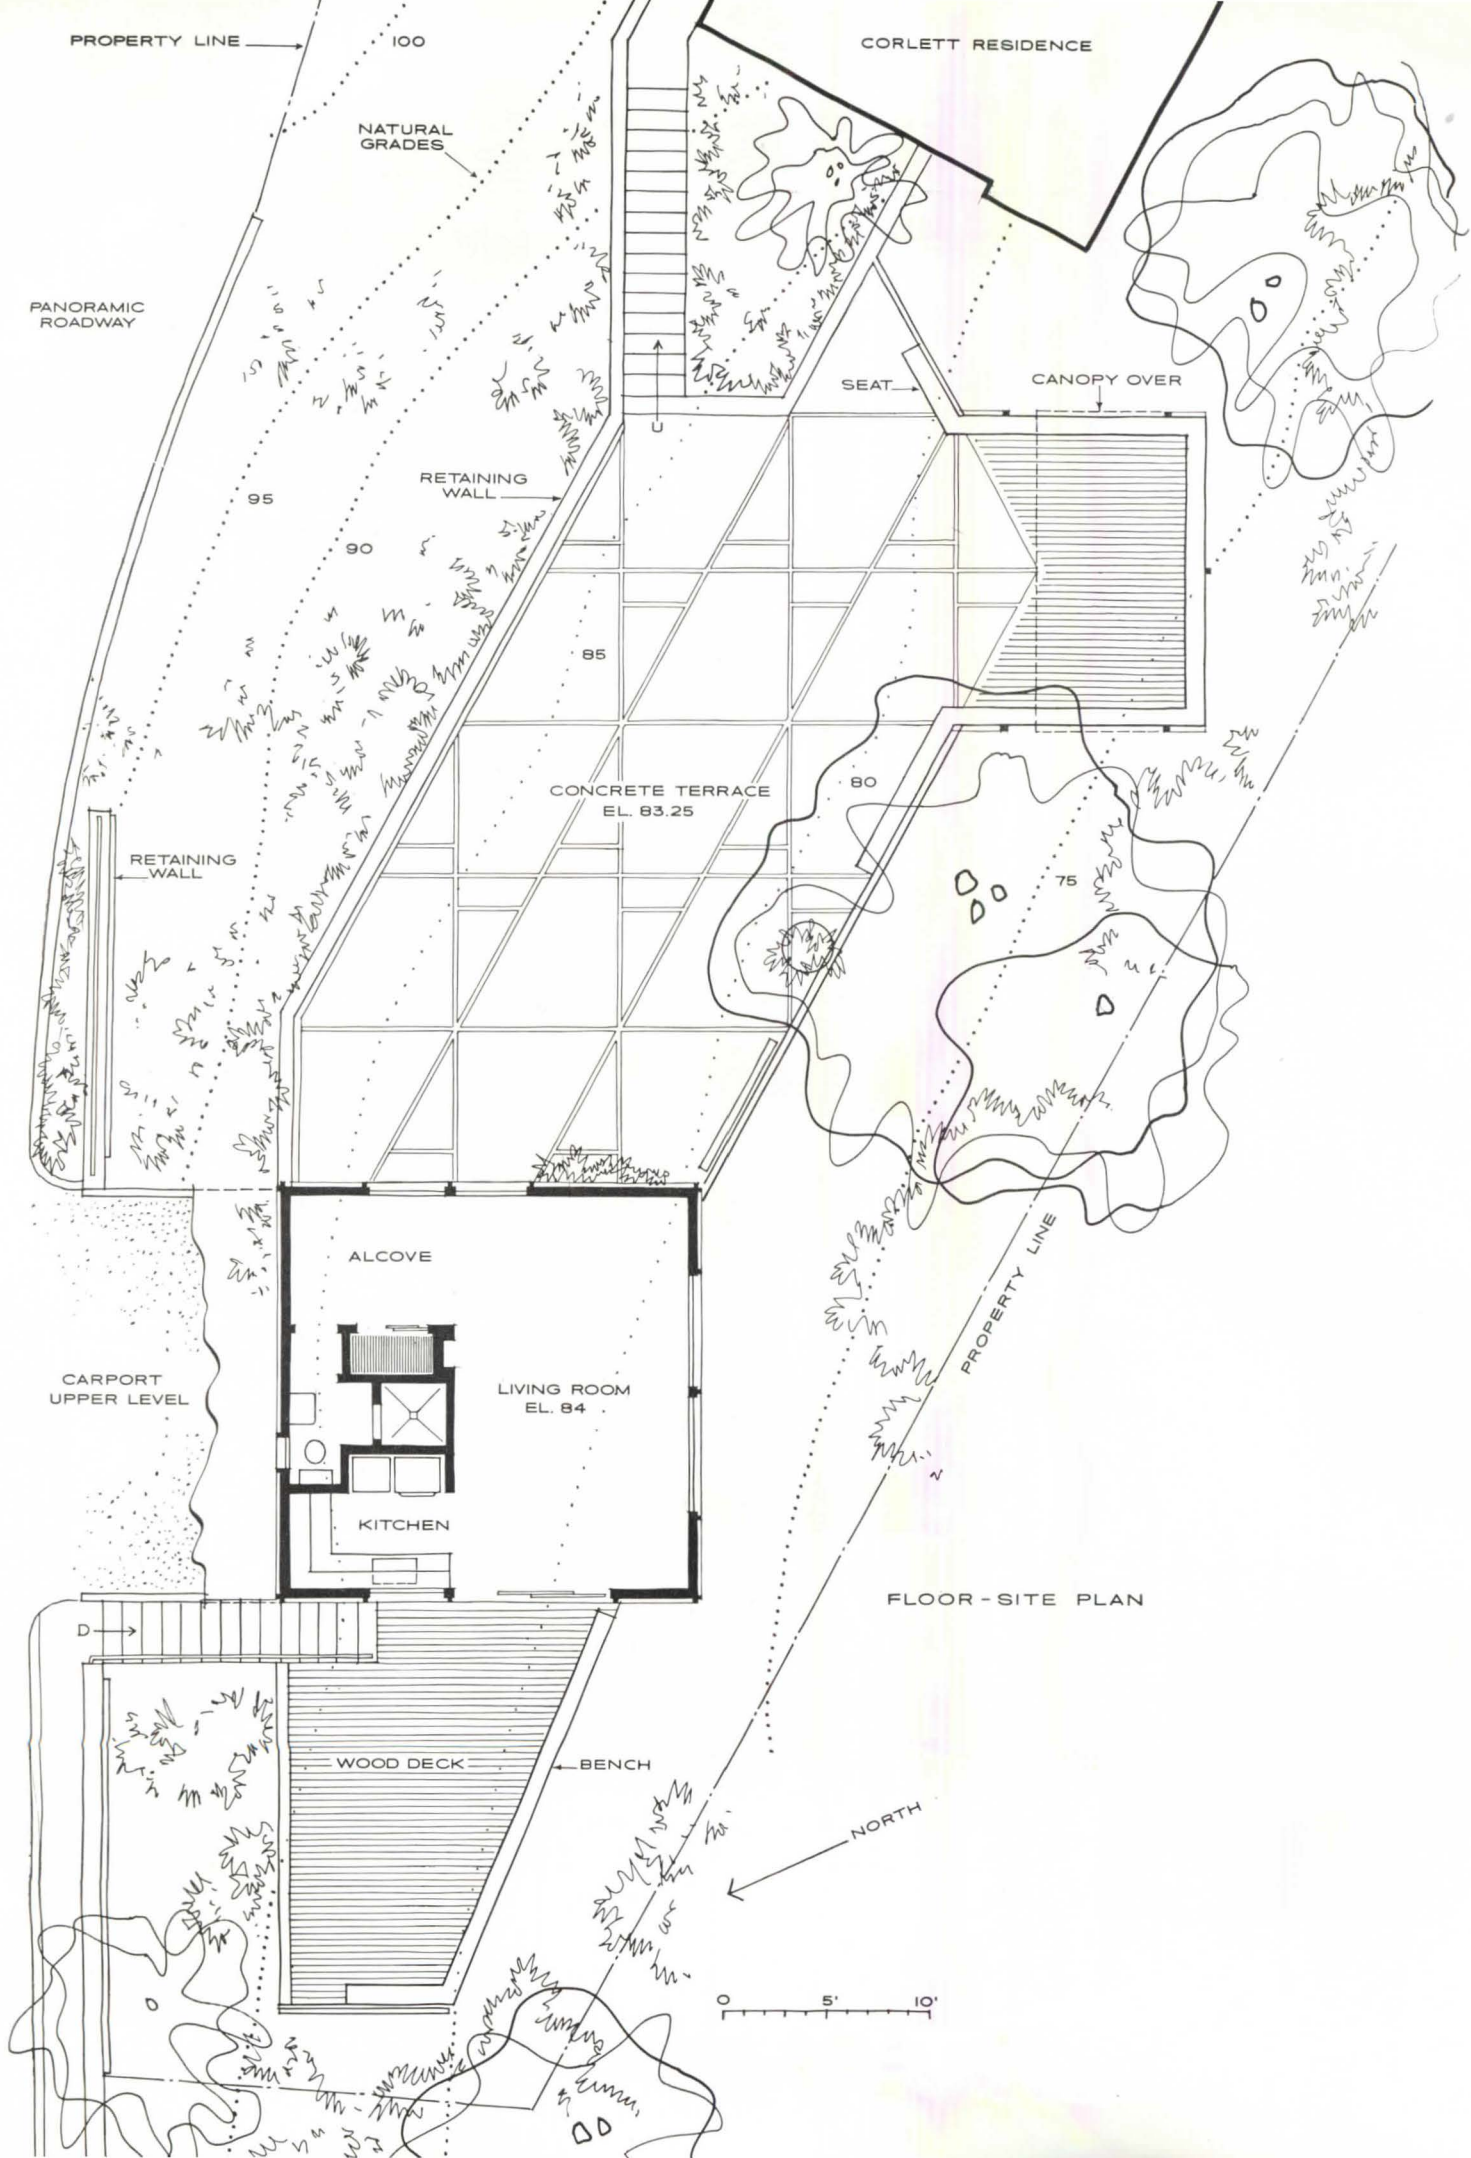 PROPERTY LINE
100
CORLETT RESIDENCE
NATURAL
GRADES
PANORAMIC
ROADWAY
SEAT
CANOPY OVER
U
RETAINING
WALL
95
90
85
CONCRETE TERRACE
EL. 83.25
80
RETAINING
WALL
75
ALCOVE
PROPERTY LINE
CARPORT
UPPER LEVEL
LIVING ROOM
EL. 84
KITCHEN
FLOOR-SITE PLAN
D
WOOD DECK
BENCH
NORTH
0 5' 10'